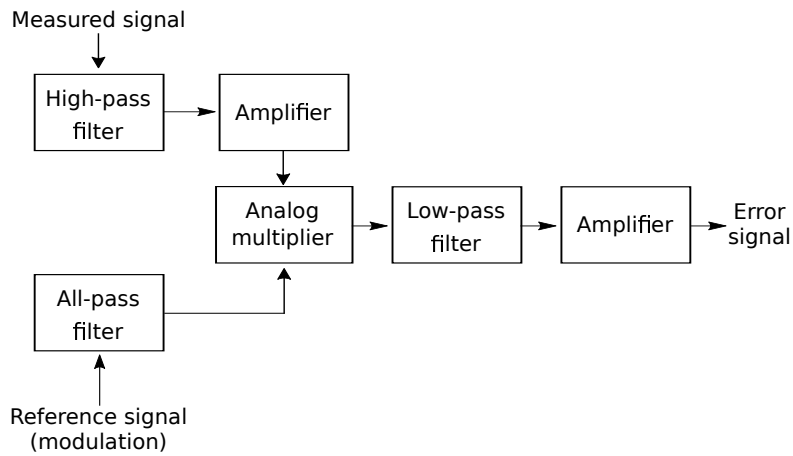 Measured signal
High-pass
filter
Amplifier
Analog
multiplier
Low-pass
filter
Amplifier
Error
signal
All-pass
filter
Reference signal
(modulation)